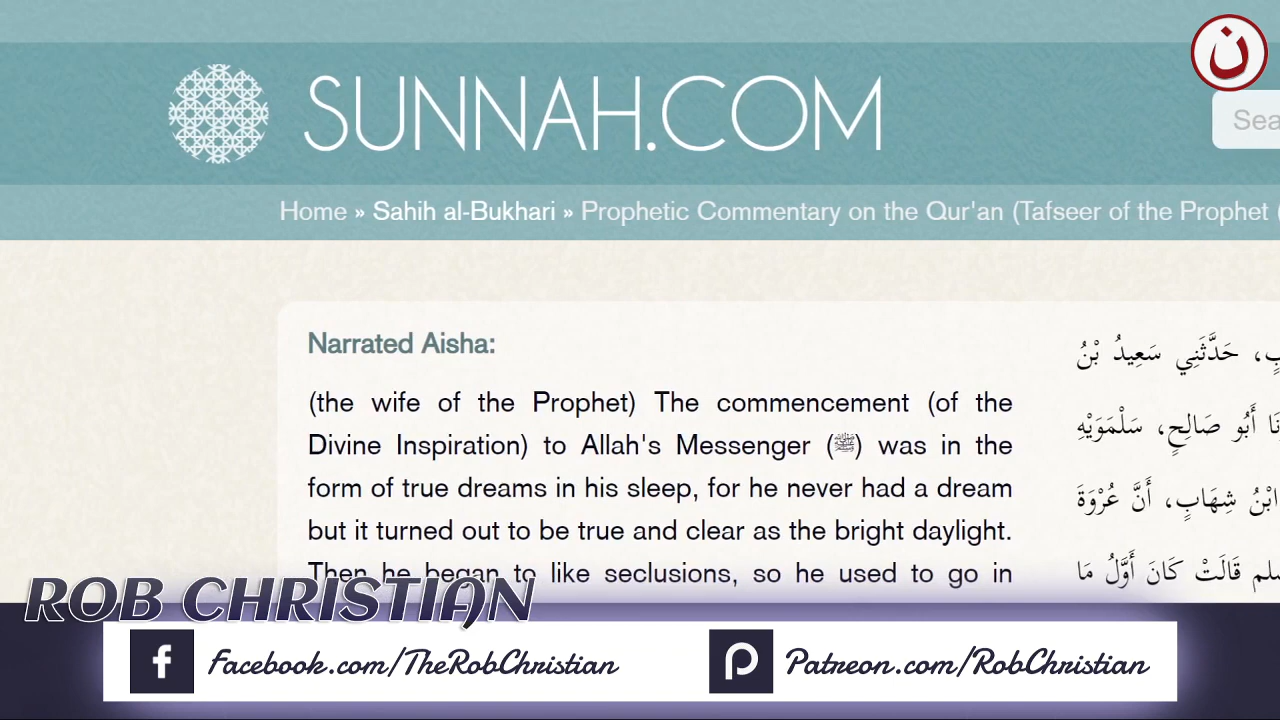 ن
SUNNAH.COM
Sea
Home » Sahih al-Bukhari » Prophetic Commentary on the Qur'an (Tafseer of the Prophet (
Narrated Aisha:
(the wife of the Prophet) The commencement (of the
Divine Inspiration) to Allah's Messenger (ﷺ) was in the
form of true dreams in his sleep, for he never had a dream
but it turned out to be true and clear as the bright daylight.
Then he began to like seclusions, so he used to go in
حَدَّثَنِي سَعِيدُ بْنُ
أَبُو صَالِحٍ، سَلْمَوَيْهِ
ابْنُ شِهَابٍ، أَنَّ عُرْوَةَ
قَالَتْ كَانَ أَوَّلُ مَا
ROB CHRISTIAN
Facebook.com/TheRobChristian
Patreon.com/RobChristian